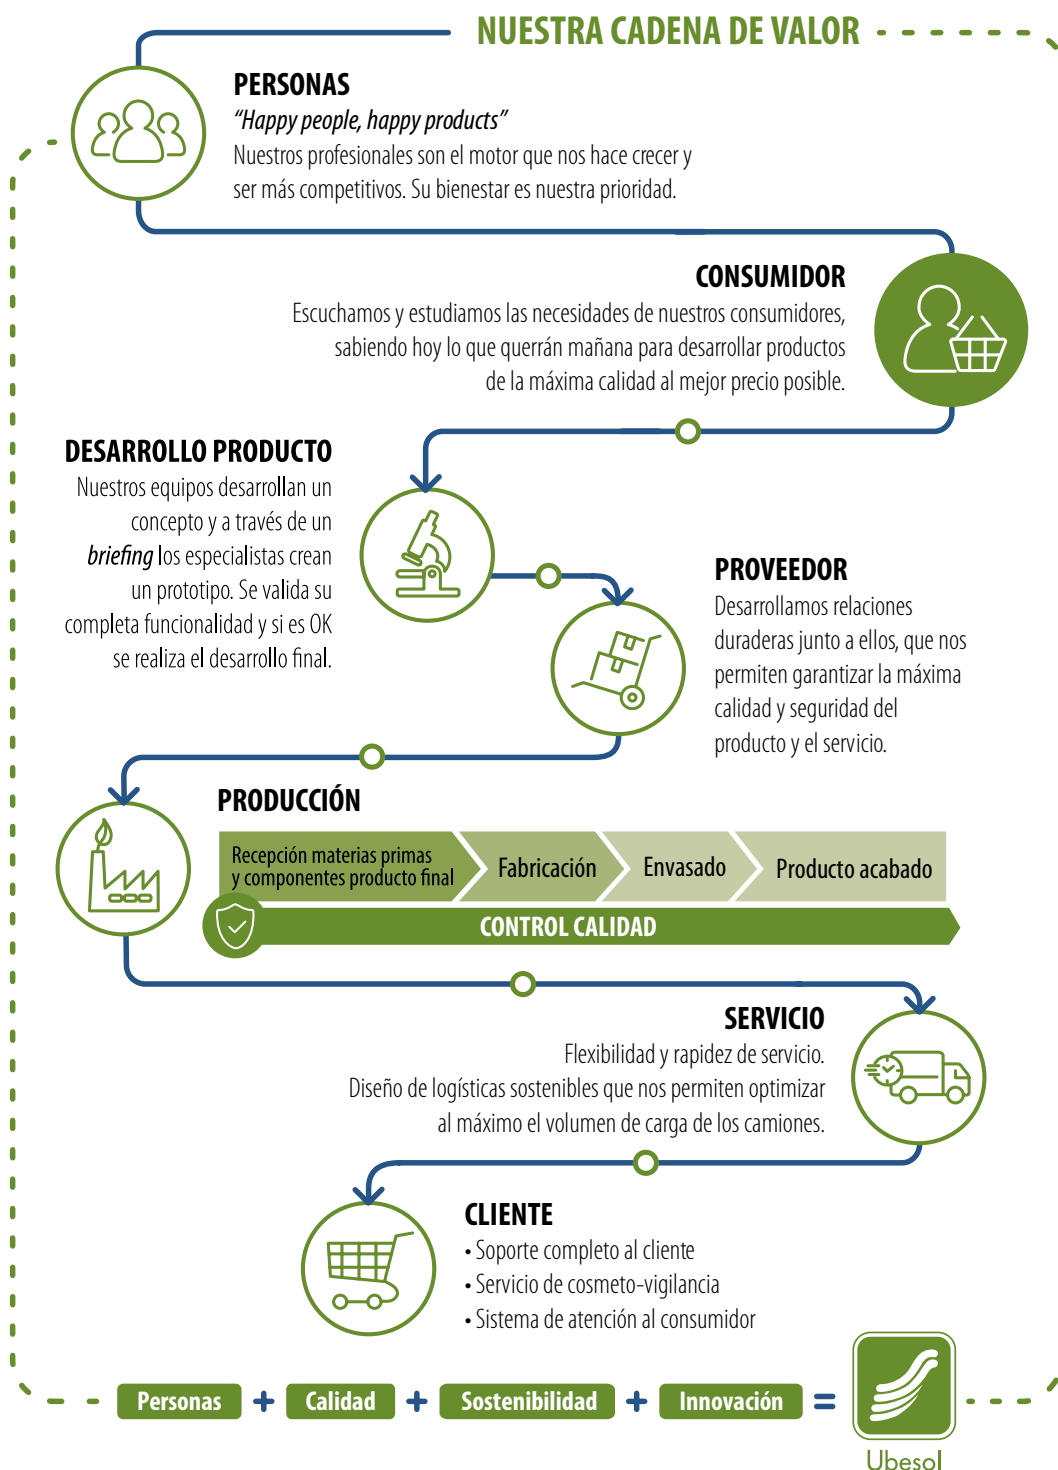 NUESTRA CADENA DE VALOR
PERSONAS
“Happy people, happy products”
Nuestros profesionales son el motor que nos hace crecer y
ser más competitivos. Su bienestar es nuestra prioridad.
CONSUMIDOR
Escuchamos y estudiamos las necesidades de nuestros consumidores,
sabiendo hoy lo que querrán mañana para desarrollar productos
de la máxima calidad al mejor precio posible.
DESARROLLO PRODUCTO
Nuestros equipos desarrollan un
concepto y a través de un
briefing los especialistas crean
un prototipo. Se valida su
completa funcionalidad y si es OK
se realiza el desarrollo final.
PROVEEDOR
Desarrollamos relaciones
duraderas junto a ellos, que nos
permiten garantizar la máxima
calidad y seguridad del
producto y el servicio.
PRODUCCIÓN
Recepción materias primas
y componentes producto final
Fabricación
Envasado
Producto acabado
CONTROL CALIDAD
SERVICIO
Flexibilidad y rapidez de servicio.
Diseño de logísticas sostenibles que nos permiten optimizar
al máximo el volumen de carga de los camiones.
CLIENTE
• Soporte completo al cliente
• Servicio de cosmeto-vigilancia
• Sistema de atención al consumidor
Personas + Calidad + Sostenibilidad + Innovación =
Ubesol